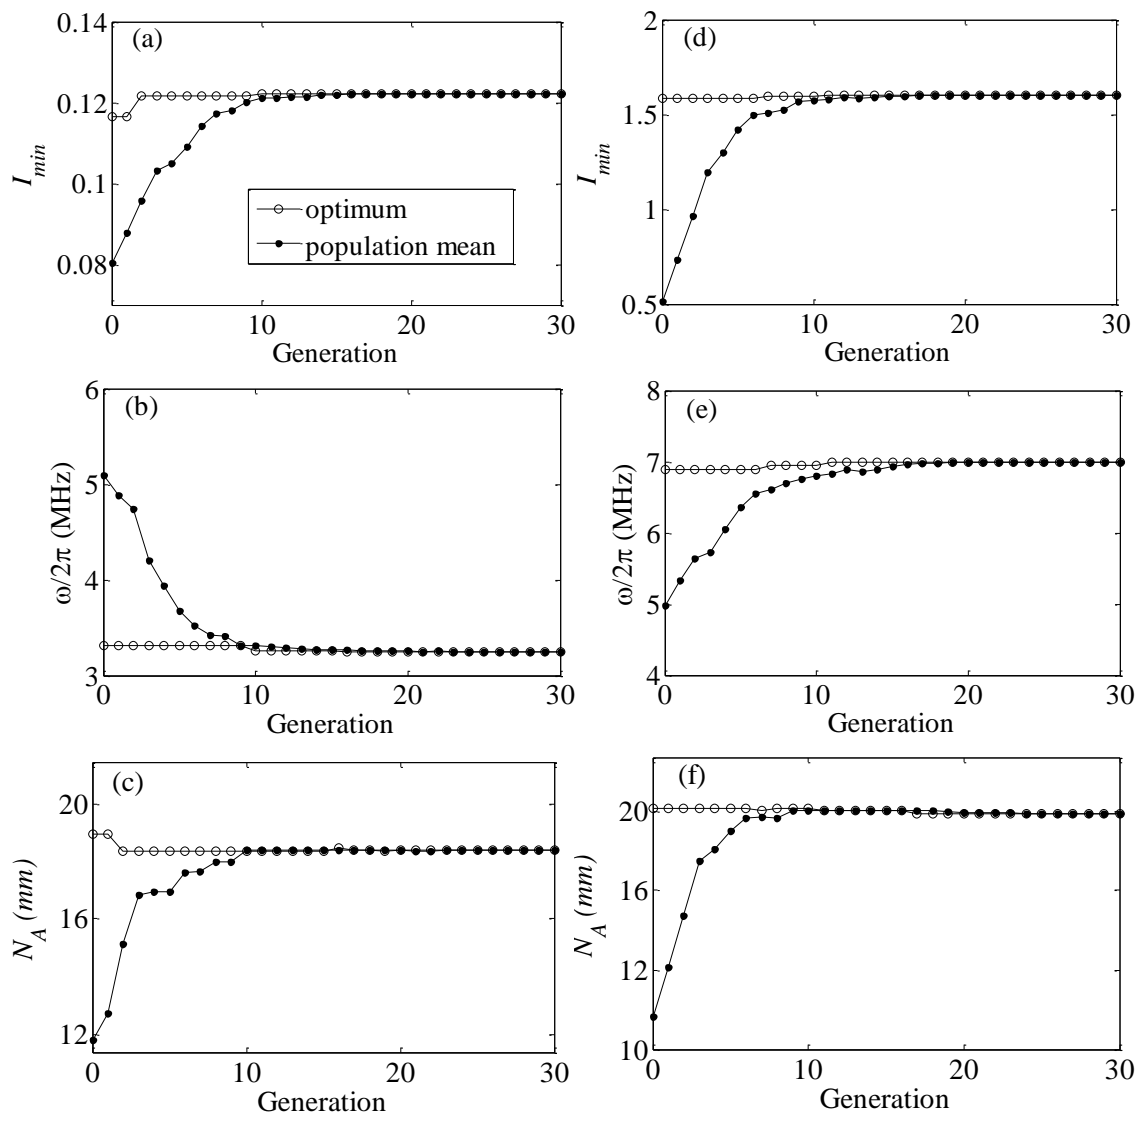 (a)
0.14
0.12
0.1
0.08
I_min
optimum
population mean
0 10 20 30
Generation
(d)
2
1.5
1
0.5
I_min
0 10 20 30
Generation
(b)
6
5
4
3
ω/2π (MHz)
0 10 20 30
Generation
(e)
8
7
6
5
4
ω/2π (MHz)
0 10 20 30
Generation
(c)
20
16
12
N_A (mm)
0 10 20 30
Generation
(f)
20
16
12
10
N_A (mm)
0 10 20 30
Generation